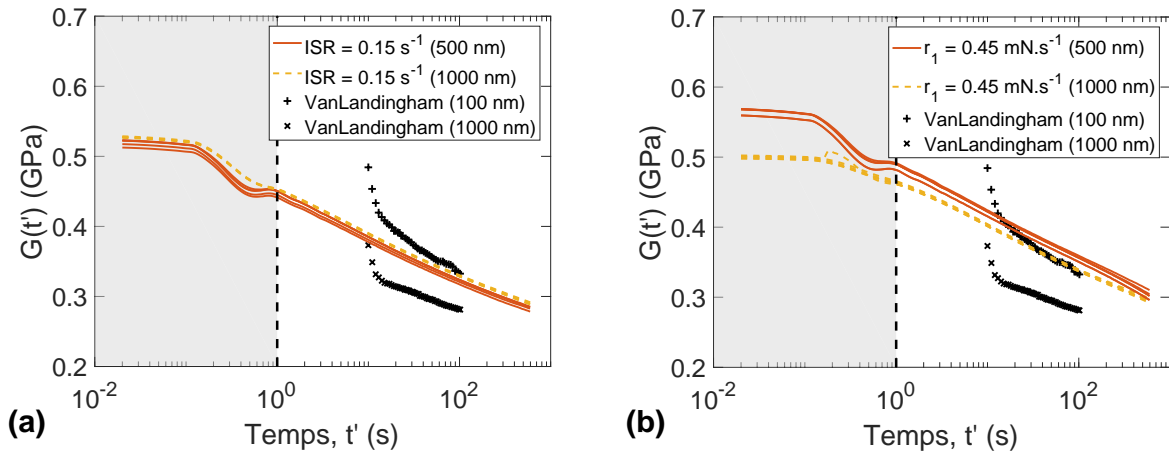 0.7
0.6
0.5
0.4
0.3
0.2
G(t') (GPa)
ISR = 0.15 s⁻¹ (500 nm)
ISR = 0.15 s⁻¹ (1000 nm)
VanLandingham (100 nm)
VanLandingham (1000 nm)
10⁻² 10⁰ 10²
Temps, t' (s)
(a)
0.7
0.6
0.5
0.4
0.3
0.2
G(t') (GPa)
r₁ = 0.45 mN.s⁻¹ (500 nm)
r₁ = 0.45 mN.s⁻¹ (1000 nm)
VanLandingham (100 nm)
VanLandingham (1000 nm)
10⁻² 10⁰ 10²
Temps, t' (s)
(b)